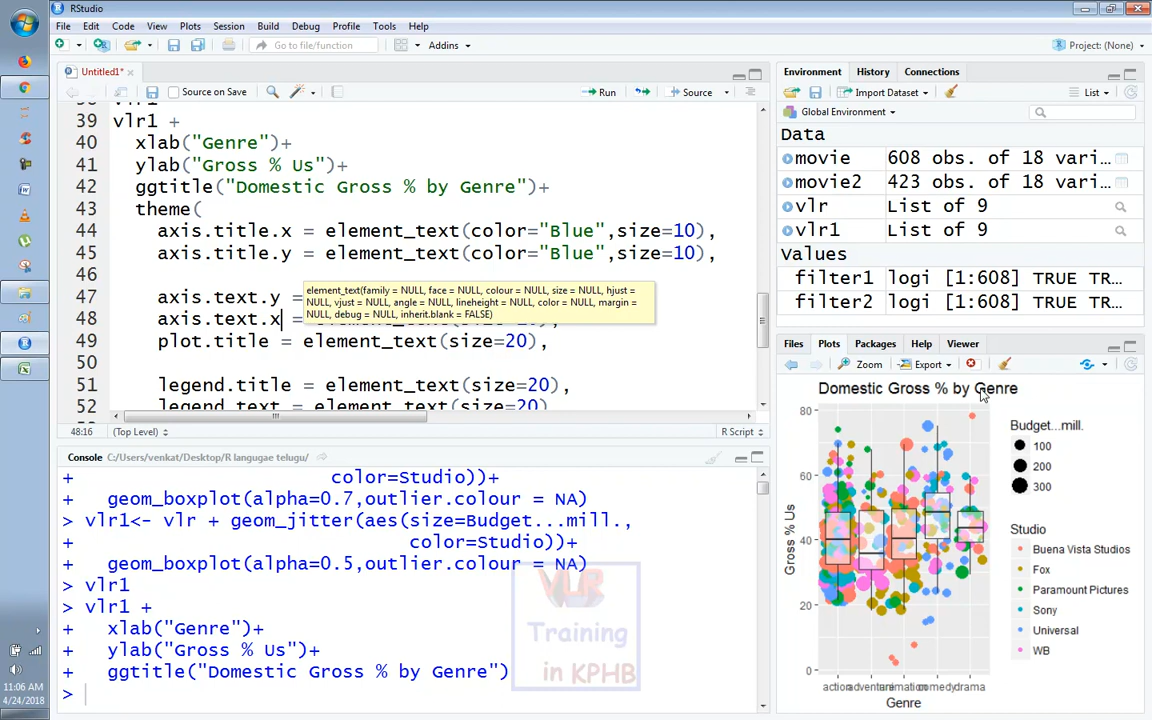 RStudio
File Edit Code View Plots Session Build Debug Profile Tools Help
Go to file/function Addins Project: (None)
Untitled1* Environment History Connections
Source on Save Run Source Import Dataset List
Global Environment
39 vlr1 +
40 xlab("Genre")+
41 ylab("Gross % Us")+
42 ggtitle("Domestic Gross % by Genre")+
43 theme(
44 axis.title.x = element_text(color="Blue",size=10),
45 axis.title.y = element_text(color="Blue",size=10),
46
47 axis.text.y =
48 axis.text.x =
49 plot.title = element_text(size=20),
50
51 legend.title = element_text(size=20),
52 legend.text = element_text(size=20)
element_text(family = NULL, face = NULL, colour = NULL, size = NULL, hjust =
NULL, vjust = NULL, angle = NULL, lineheight = NULL, color = NULL, margin =
NULL, debug = NULL, inherit.blank = FALSE)
48:16 (Top Level) R Script
Data
movie 608 obs. of 18 vari…
movie2 423 obs. of 18 vari…
vlr List of 9
vlr1 List of 9
Values
filter1 logi [1:608] TRUE TR…
filter2 logi [1:608] TRUE TR…
Files Plots Packages Help Viewer
Zoom Export
Console C:/Users/venkat/Desktop/R langugae telugu/
+ color=Studio))+
+ geom_boxplot(alpha=0.7,outlier.colour = NA)
> vlr1<- vlr + geom_jitter(aes(size=Budget...mill.,
+ color=Studio))+
+ geom_boxplot(alpha=0.5,outlier.colour = NA)
> vlr1
> vlr1 +
+ xlab("Genre")+
+ ylab("Gross % Us")+
+ ggtitle("Domestic Gross % by Genre")
>
VLR
Training
in KPHB
Domestic Gross % by Genre
80
60
40
20
0
Gross % Us
action adventure animation comedy drama
Genre
Budget...mill.
100
200
300
Studio
Buena Vista Studios
Fox
Paramount Pictures
Sony
Universal
WB
11:06 AM
4/24/2018